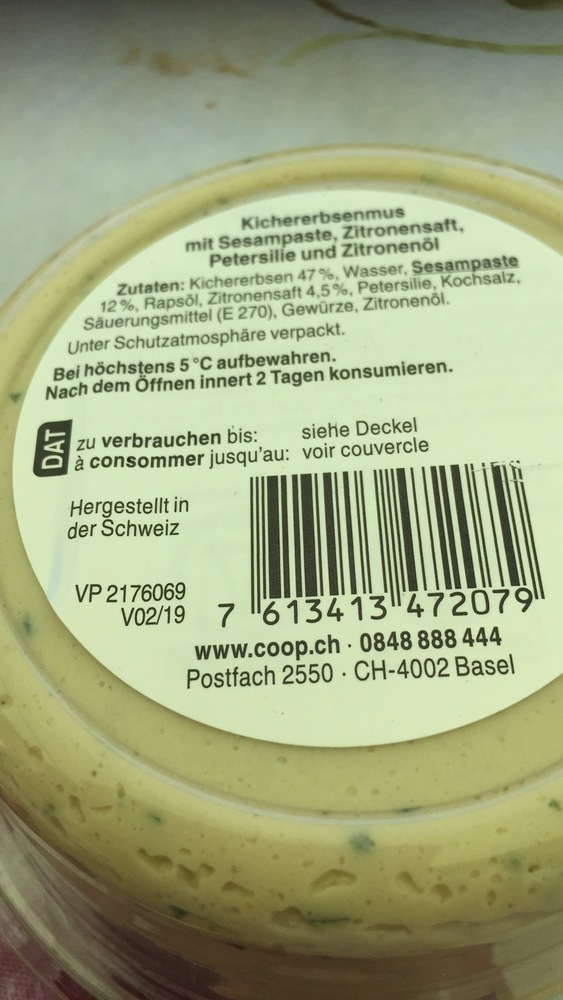 Kichererbsenmus
mit Sesampaste, Zitronensaft,
Petersilie und Zitronenöl
Zutaten: Kichererbsen 47 %, Wasser, Sesampaste
12 %, Rapsöl, Zitronensaft 4,5 %, Petersilie, Kochsalz,
Säuerungsmittel (E 270), Gewürze, Zitronenöl.
Unter Schutzatmosphäre verpackt.
Bei höchstens 5 °C aufbewahren.
Nach dem Öffnen innert 2 Tagen konsumieren.
DAT
zu verbrauchen bis: siehe Deckel
à consommer jusqu'au: voir couvercle
Hergestellt in
der Schweiz
VP 2176069
V02/19
7 613413 472079
www.coop.ch · 0848 888 444
Postfach 2550 · CH-4002 Basel